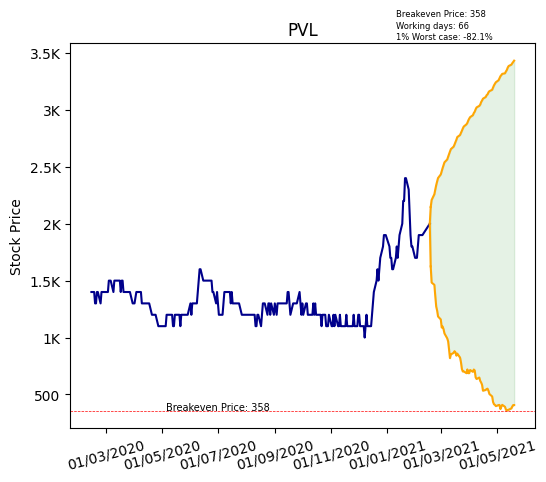 Breakeven Price: 358
Working days: 66
1% Worst case: -82.1%
PVL
Stock Price
3.5K
3K
2.5K
2K
1.5K
1K
500
Breakeven Price: 358
01/03/2020
01/05/2020
01/07/2020
01/09/2020
01/11/2020
01/01/2021
01/03/2021
01/05/2021